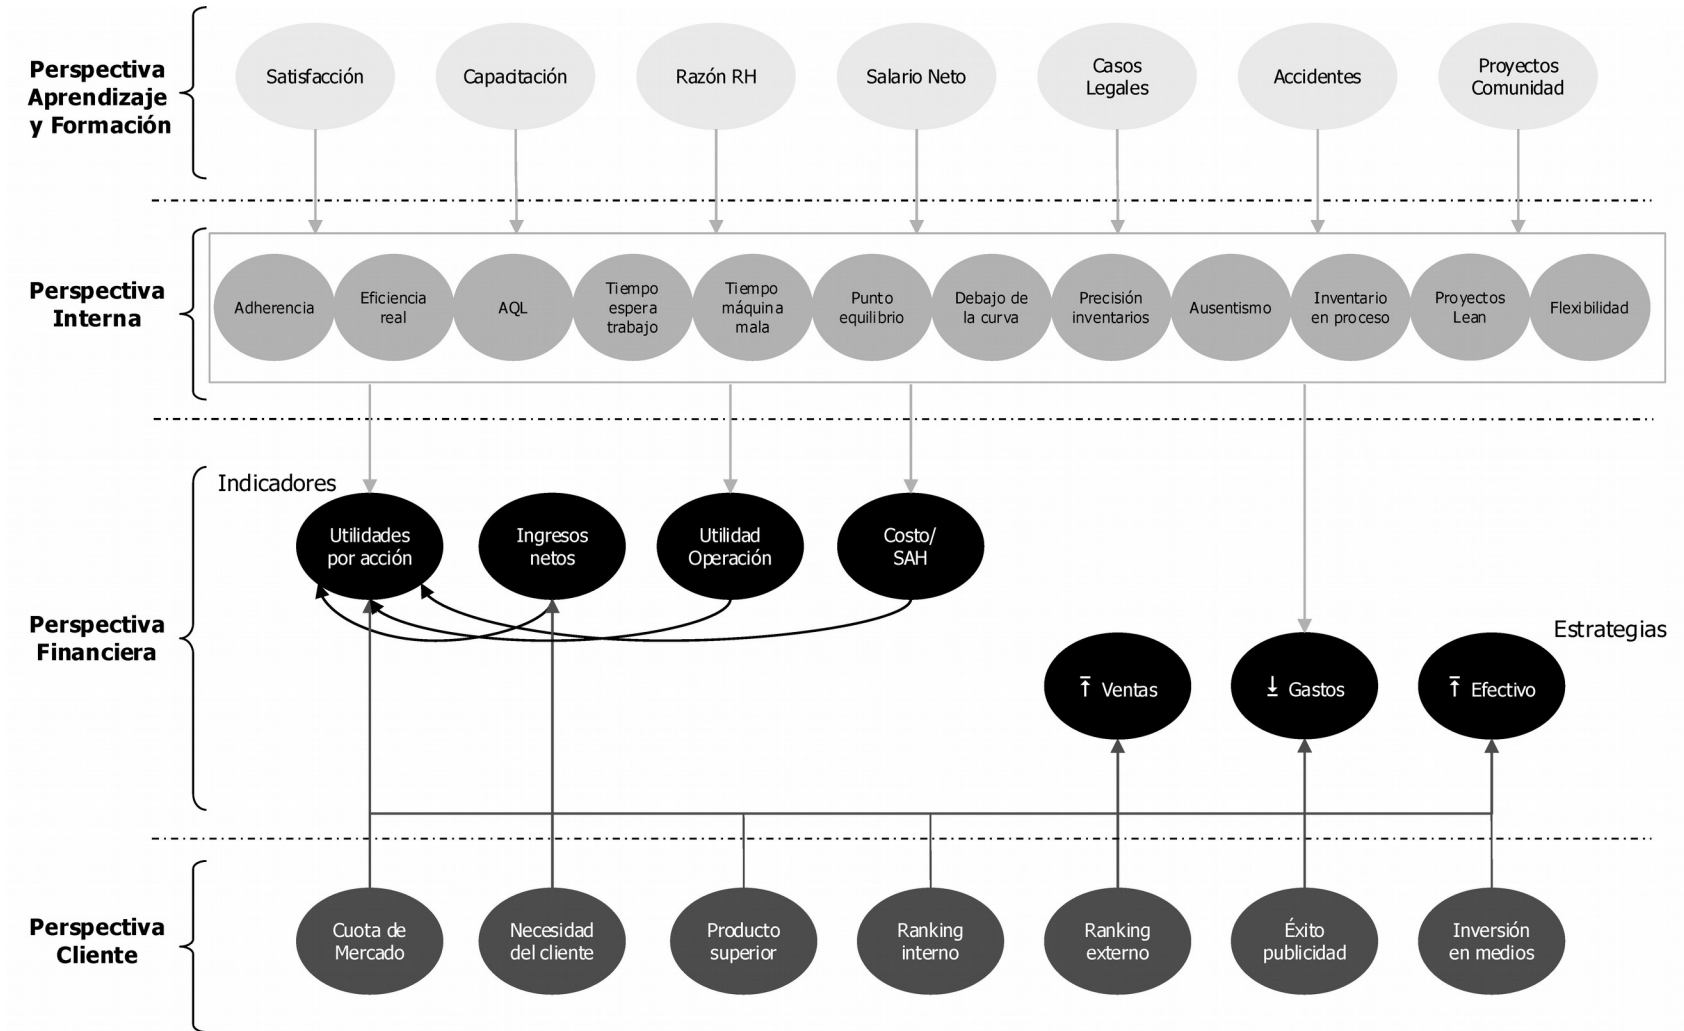 Perspectiva
Aprendizaje
y Formación
Satisfacción
Capacitación
Razón RH
Salario Neto
Casos
Legales
Accidentes
Proyectos
Comunidad
Perspectiva
Interna
Adherencia
Eficiencia
real
AQL
Tiempo
espera
trabajo
Tiempo
máquina
mala
Punto
equilibrio
Debajo de
la curva
Precisión
inventarios
Ausentismo
Inventario
en proceso
Proyectos
Lean
Flexibilidad
Perspectiva
Financiera
Indicadores
Utilidades
por acción
Ingresos
netos
Utilidad
Operación
Costo/
SAH
Estrategias
Ventas
Gastos
Efectivo
Perspectiva
Cliente
Cuota de
Mercado
Necesidad
del cliente
Producto
superior
Ranking
interno
Ranking
externo
Éxito
publicidad
Inversión
en medios